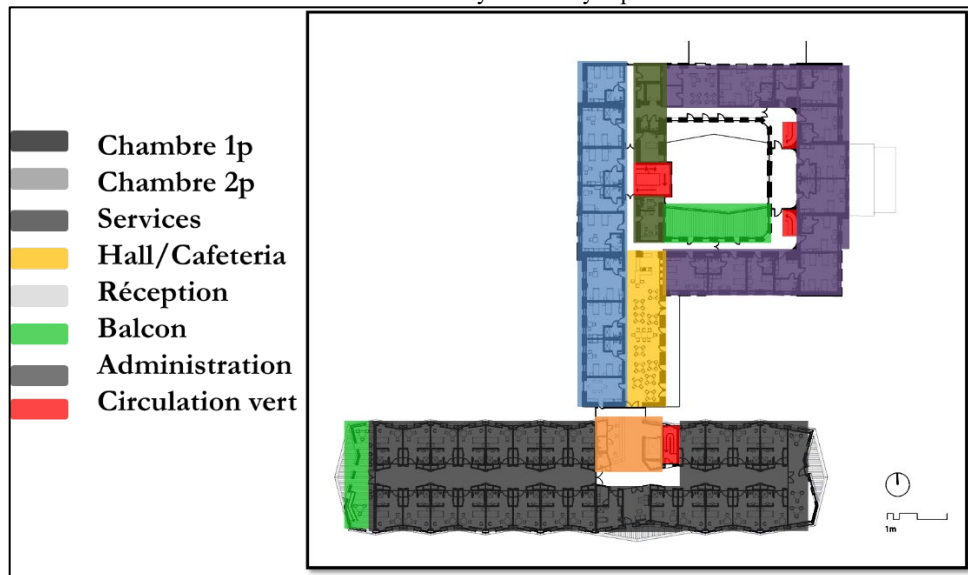 Chambre 1p
Chambre 2p
Services
Hall/Cafeteria
Réception
Balcon
Administration
Circulation vert
1m